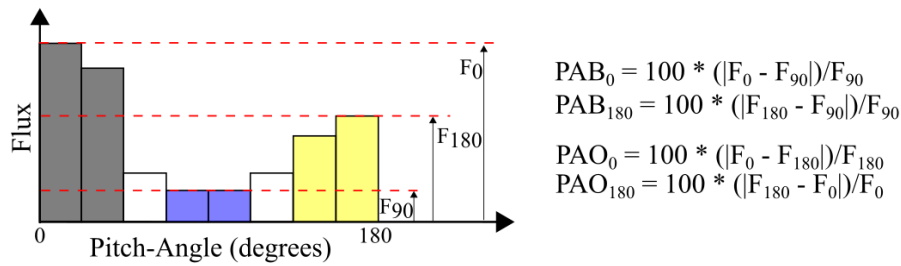 Flux
F0
F180
F90
0
180
Pitch-Angle (degrees)
PAB0 = 100 * (|F0 - F90|)/F90
PAB180 = 100 * (|F180 - F90|)/F90
PAO0 = 100 * (|F0 - F180|)/F180
PAO180 = 100 * (|F180 - F0|)/F0